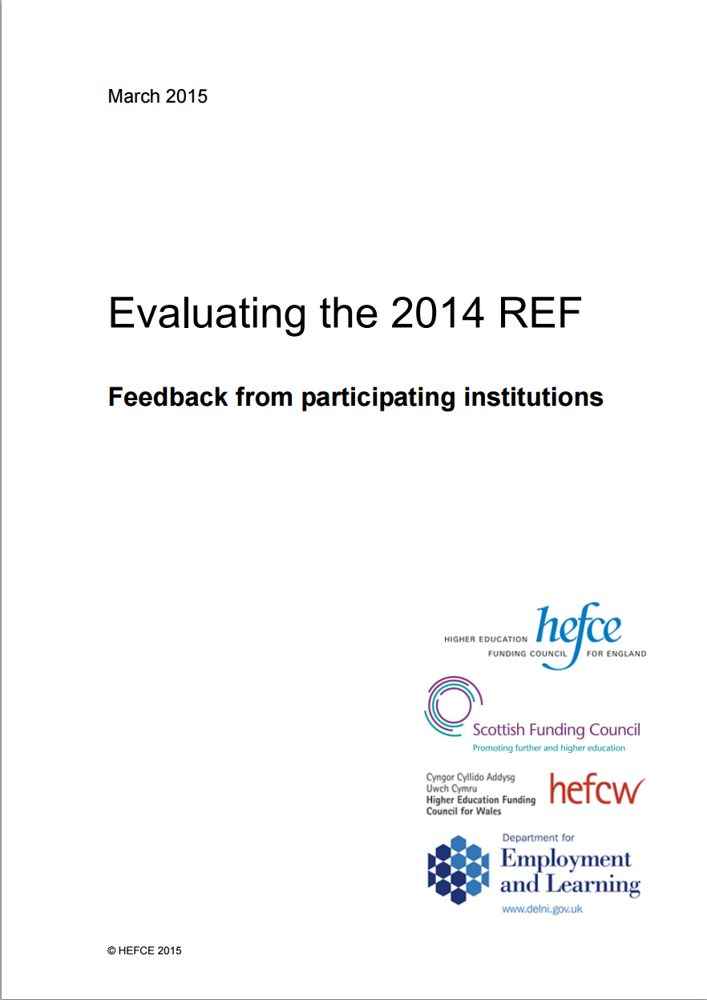 March 2015
Evaluating the 2014 REF
Feedback from participating institutions
HIGHER EDUCATION hefce
FUNDING COUNCIL FOR ENGLAND
Scottish Funding Council
Promoting further and higher education
Cyngor Cyllido Addysg
Uwch Cymru
Higher Education Funding
Council for Wales
hefcw
Department for
Employment
and Learning
www.delni.gov.uk
© HEFCE 2015